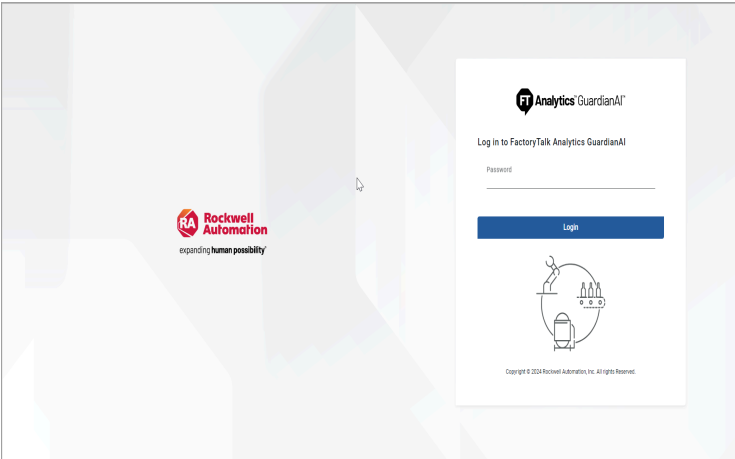 RA
Rockwell
Automation
expanding human possibility®
FT Analytics™ GuardianAI™
Log in to FactoryTalk Analytics GuardianAI
Password
Login
Copyright © 2024 Rockwell Automation, Inc. All rights Reserved.